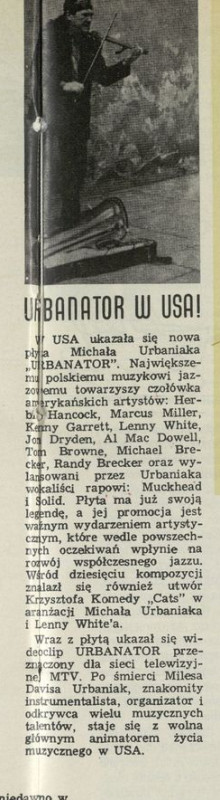 URBANATOR W USA!
W USA ukazała się nowa
płyta Michała Urbaniaka
„URBANATOR”. Największe-
mu polskiemu muzykowi jaz-
zowemu towarzyszy czołówka
amerykańskich artystów: Her-
bie Hancock, Marcus Miller,
Kenny Garrett, Lenny White,
Jon Dryden, Al Mac Dowell,
Tom Browne, Michael Brec-
ker, Randy Brecker oraz wy-
lansowani przez Urbaniaka
wokaliści rapowi: Muckhead
i Solid. Płyta ma już swoją
legendę, a jej promocja jest
ważnym wydarzeniem artysty-
cznym, które wedle powszech-
nych oczekiwań wpłynie na
rozwój współczesnego jazzu.
Wśród dziesięciu kompozycji
znalazł się również utwór
Krzysztofa Komedy „Cats” w
aranżacji Michała Urbaniaka
i Lenny White'a.
Wraz z płytą ukazał się wi-
deoclip URBANATOR prze-
znaczony dla sieci telewizyj-
nej MTV. Po śmierci Milesa
Davisa Urbaniak, znakomity
instrumentalista, organizator i
odkrywca wielu muzycznych
talentów, staje się z wolna
głównym animatorem życia
muzycznego w USA.
niedawno w